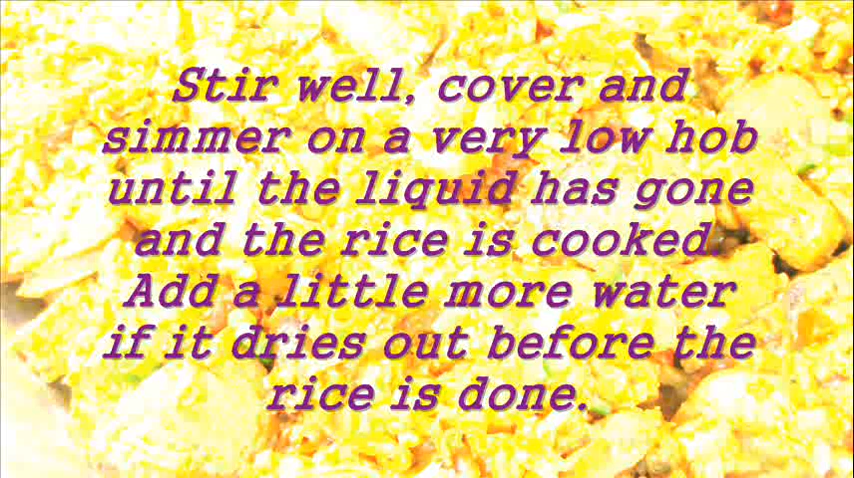 Stir well, cover and
simmer on a very low hob
until the liquid has gone
and the rice is cooked
Add a little more water
if it dries out before the
rice is done.